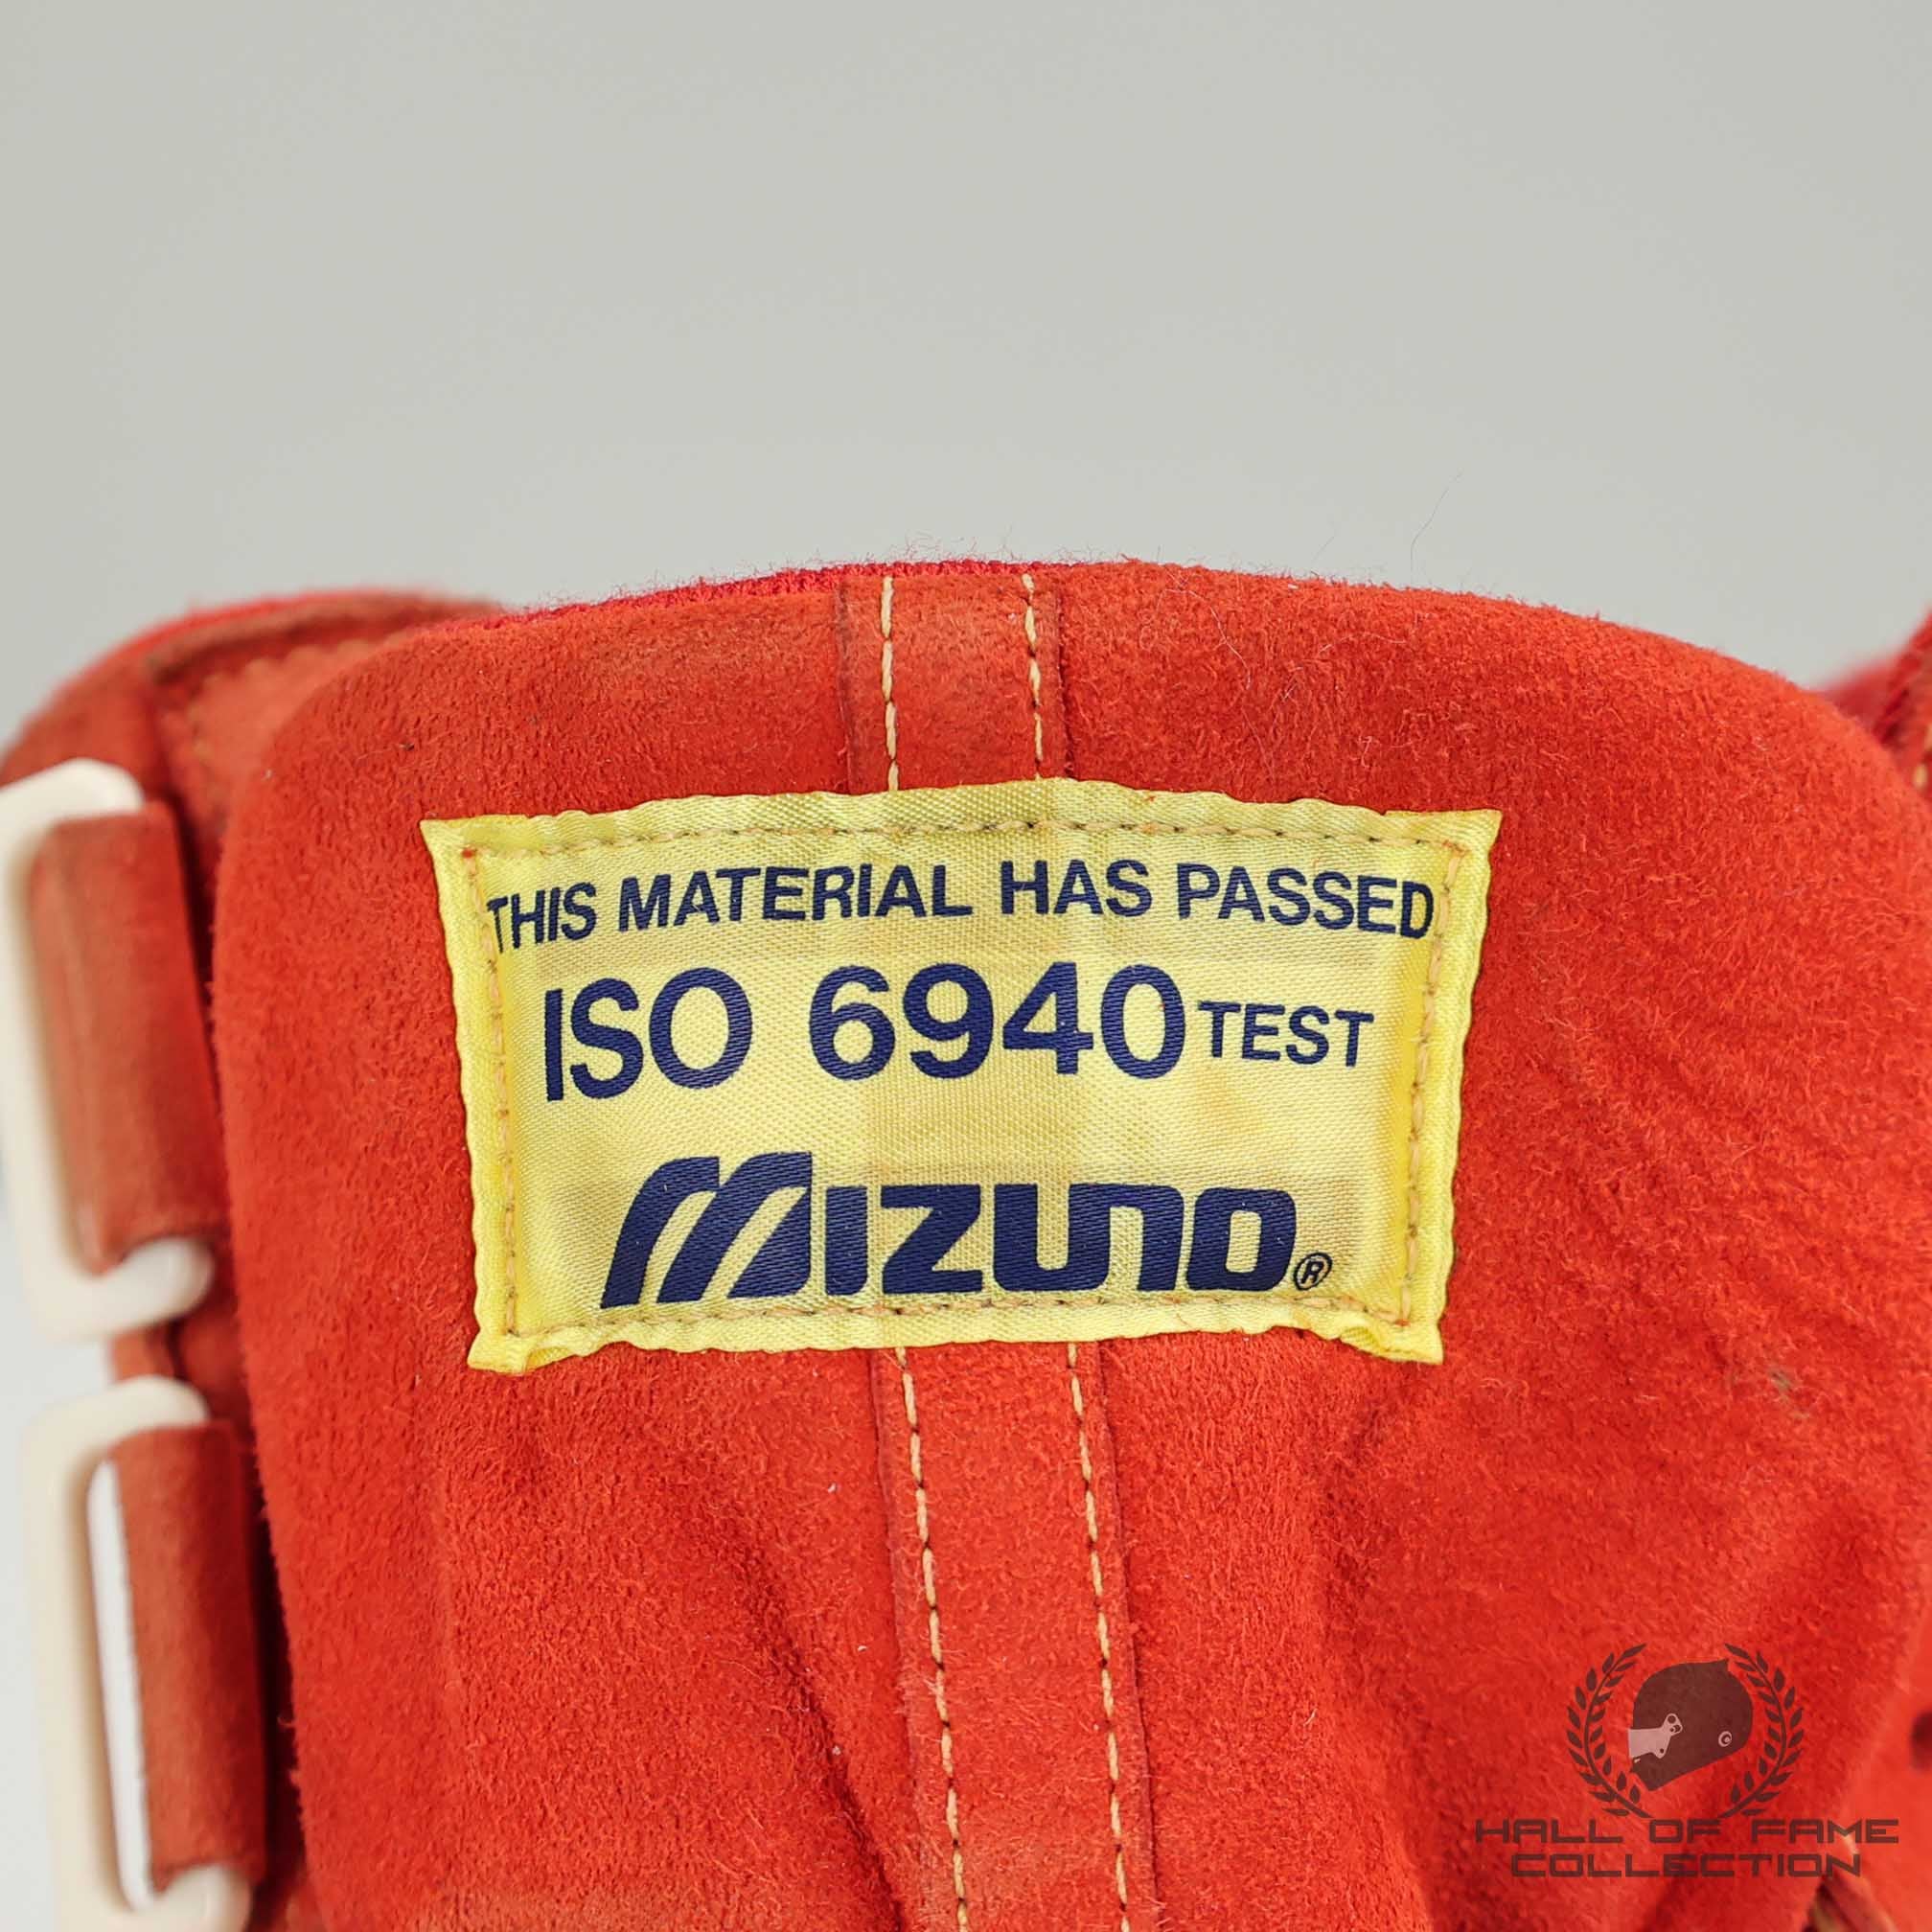 THIS MATERIAL HAS PASSED
ISO 6940 TEST
MIZUNO®
HALL OF FAME
COLLECTION